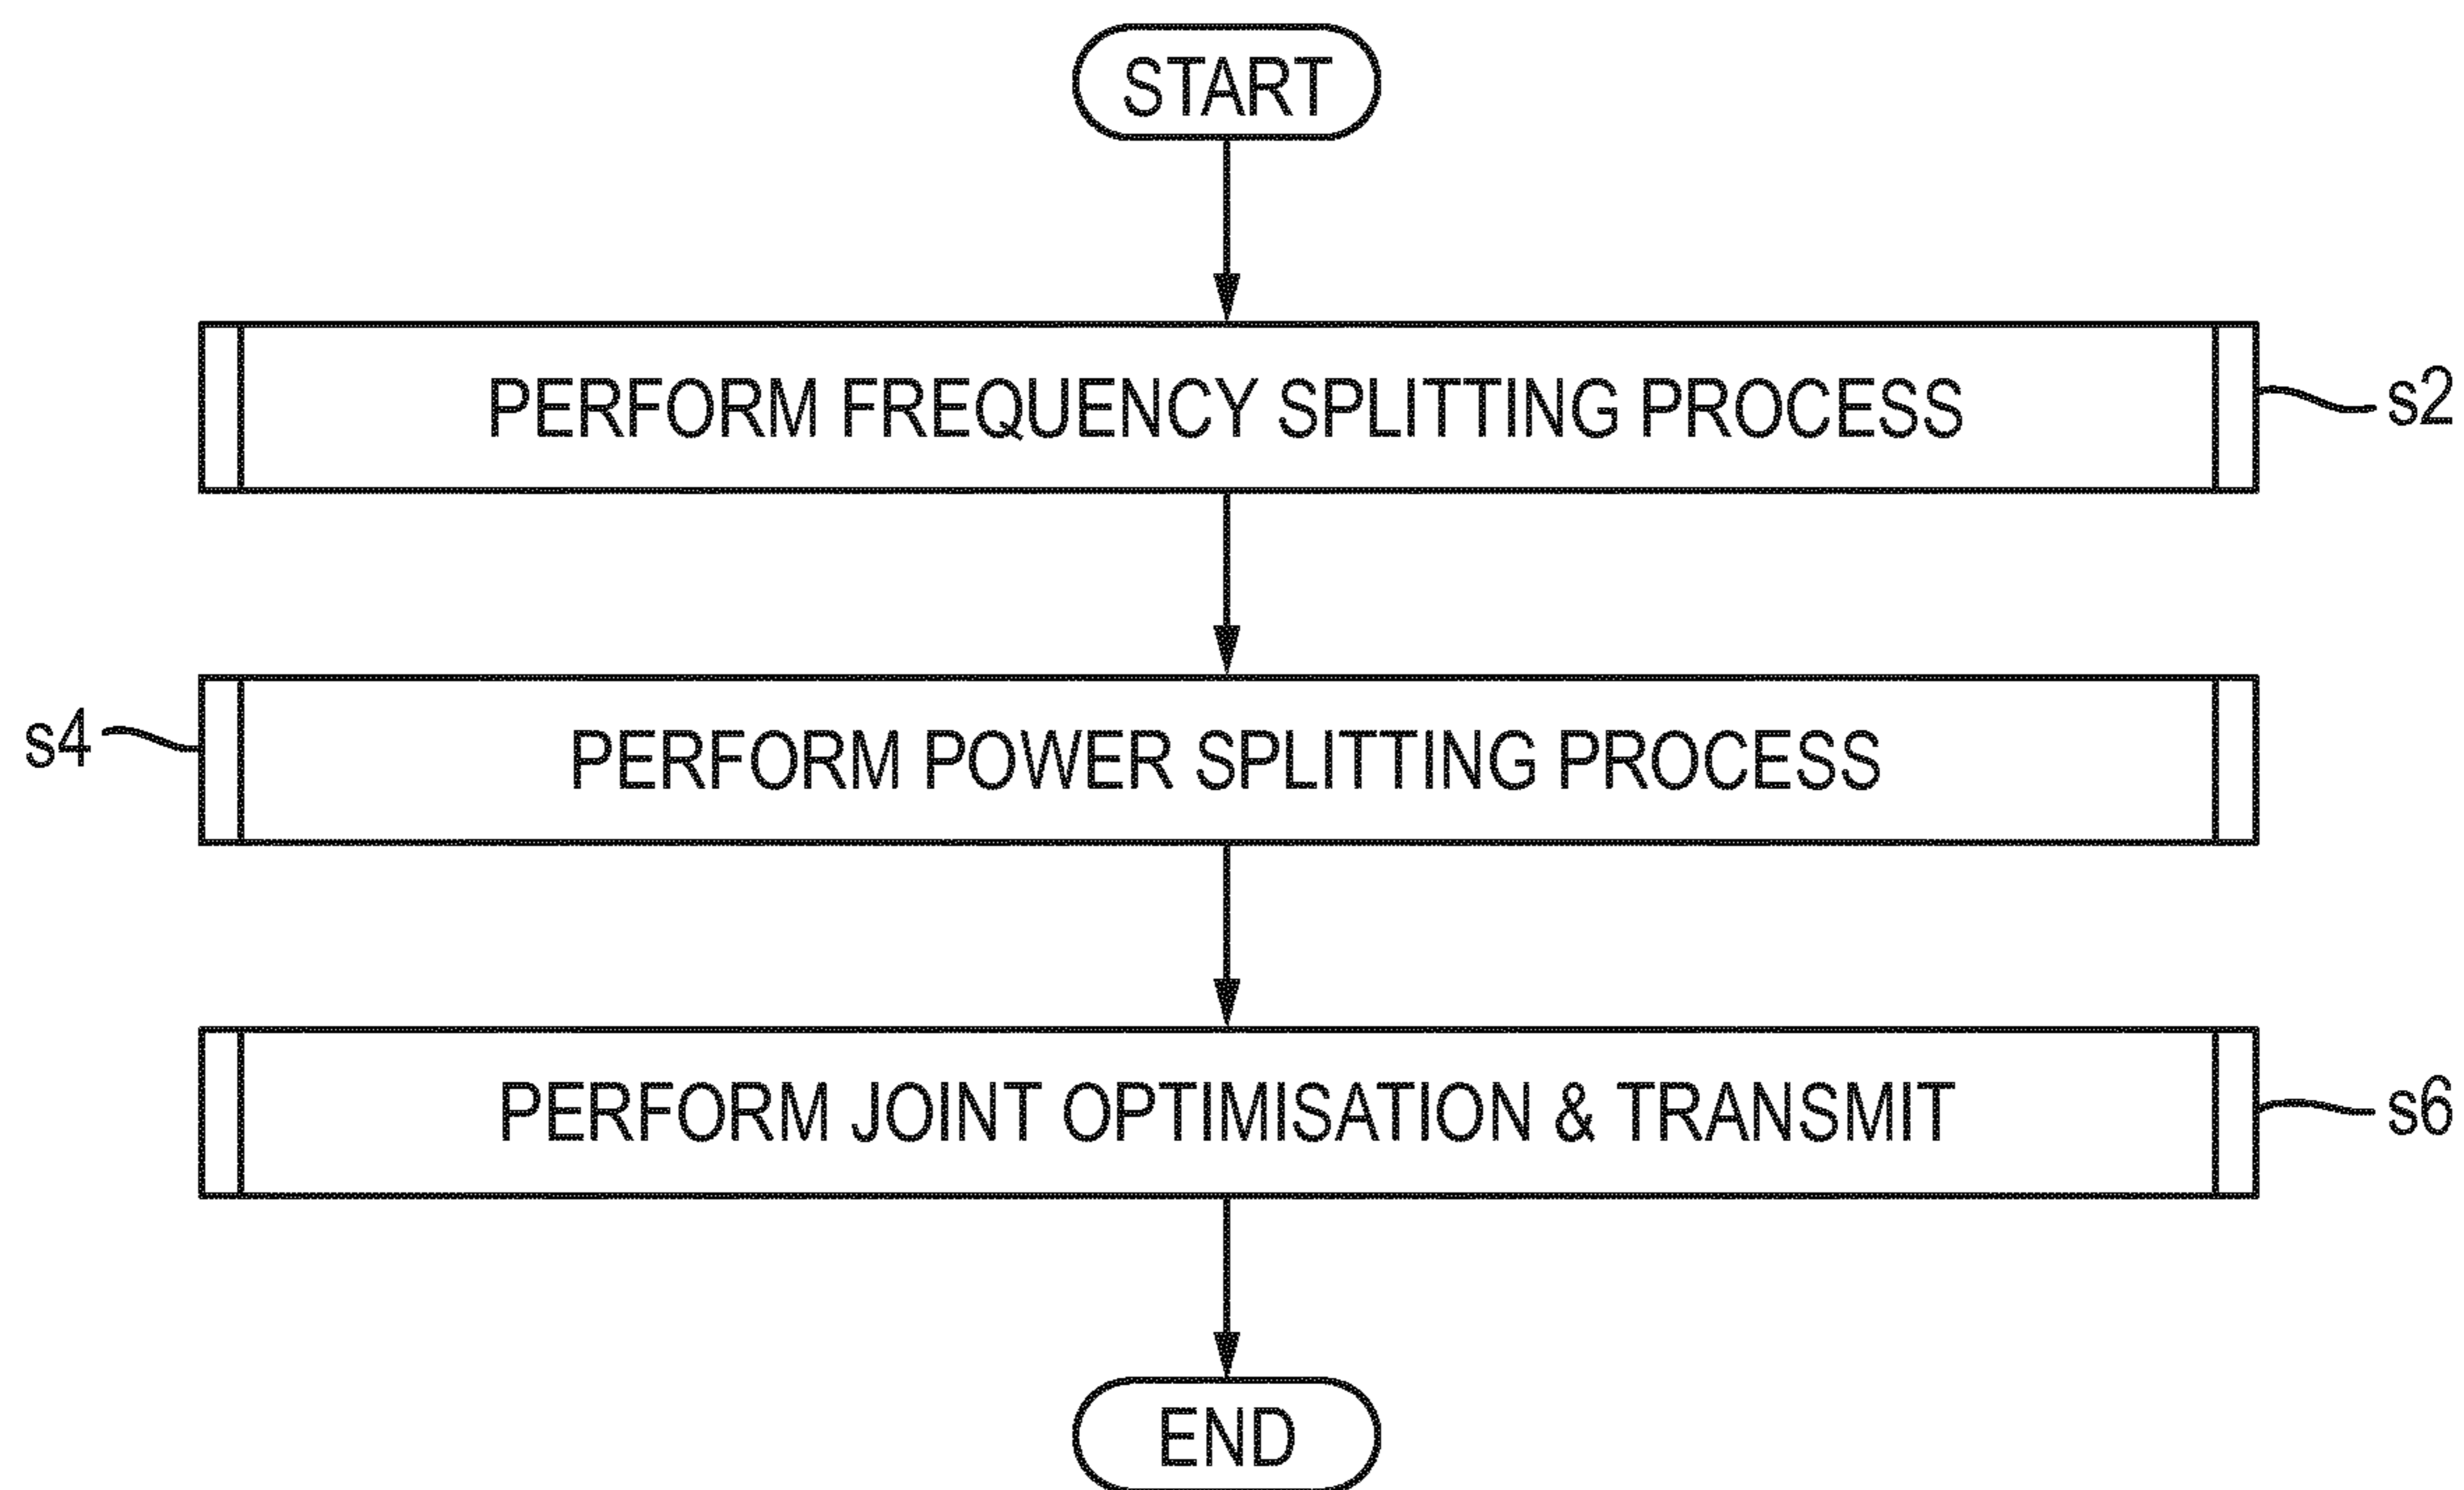 START
PERFORM FREQUENCY SPLITTING PROCESS
s2
s4
PERFORM POWER SPLITTING PROCESS
PERFORM JOINT OPTIMISATION & TRANSMIT
s6
END